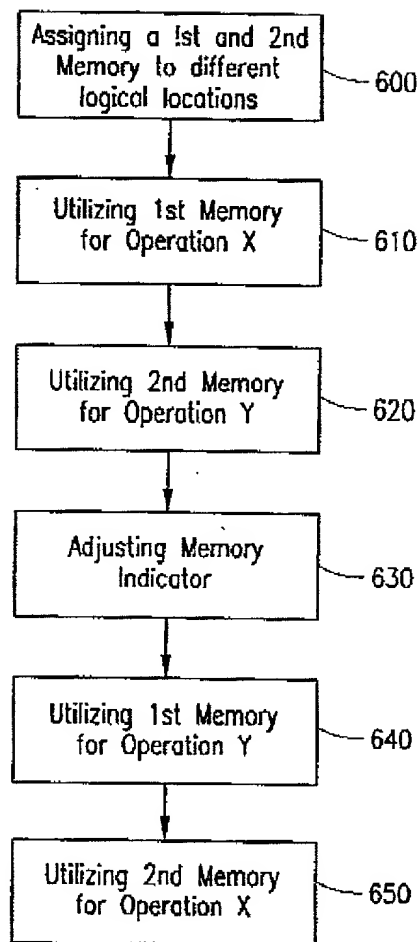 Assigning a 1st and 2nd
Memory to different
logical locations
600
Utilizing 1st Memory
for Operation X
610
Utilizing 2nd Memory
for Operation Y
620
Adjusting Memory
Indicator
630
Utilizing 1st Memory
for Operation Y
640
Utilizing 2nd Memory
for Operation X
650